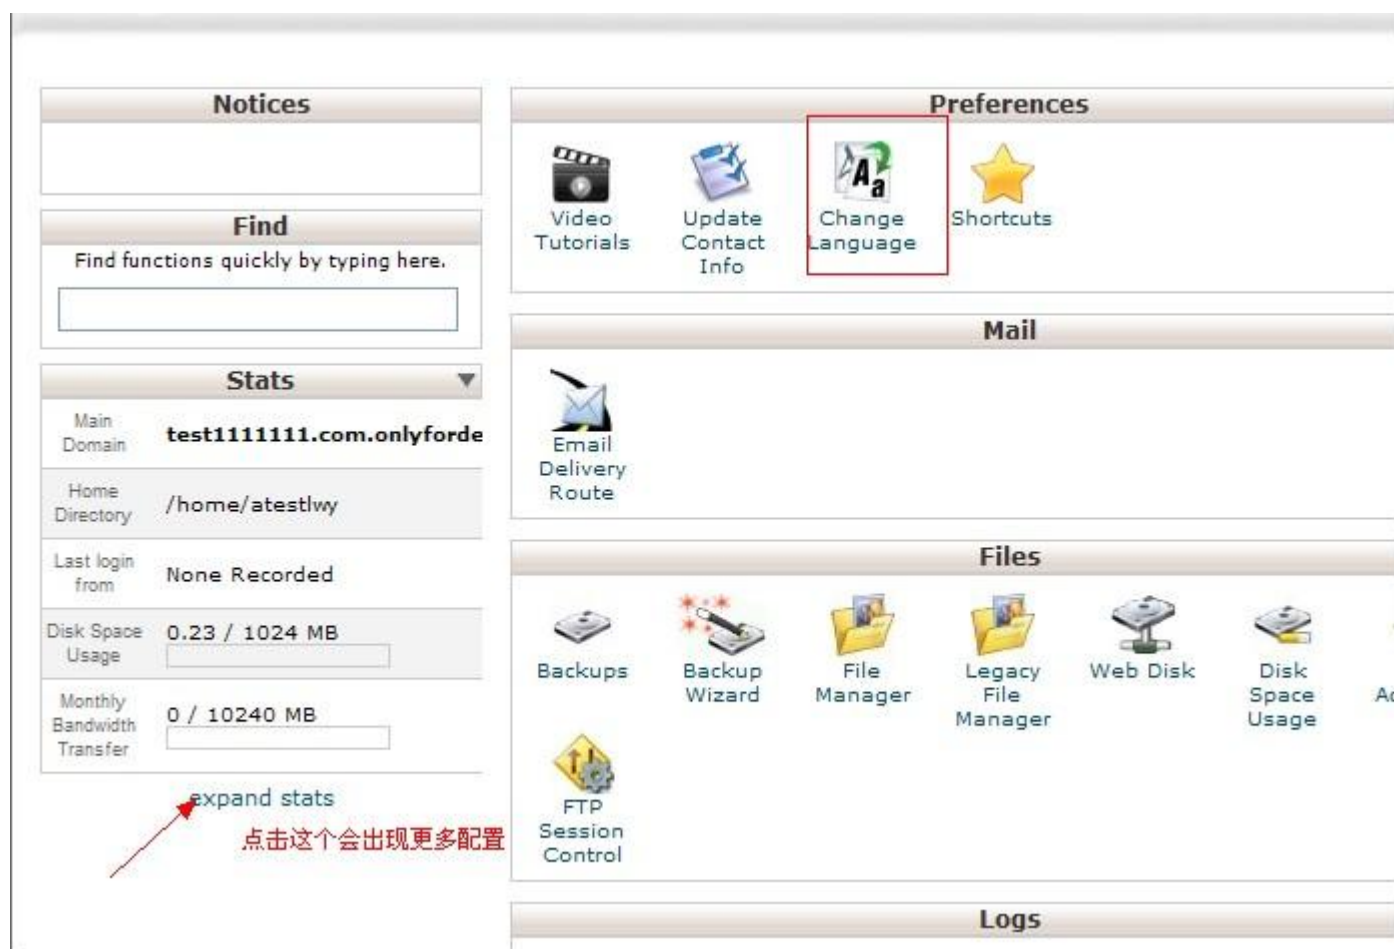 Notices
Find
Find functions quickly by typing here.
Stats
Main
Domain
test1111111.com.onlyforde
Home
Directory
/home/atestlwy
Last login
from
None Recorded
Disk Space
Usage
0.23 / 1024 MB
Monthly
Bandwidth
Transfer
0 / 10240 MB
expand stats
点击这个会出现更多配置
Preferences
Video
Tutorials
Update
Contact
Info
Change
Language
Shortcuts
Mail
Email
Delivery
Route
Files
Backups
Backup
Wizard
File
Manager
Legacy
File
Manager
Web Disk
Disk
Space
Usage
FTP
Session
Control
Logs